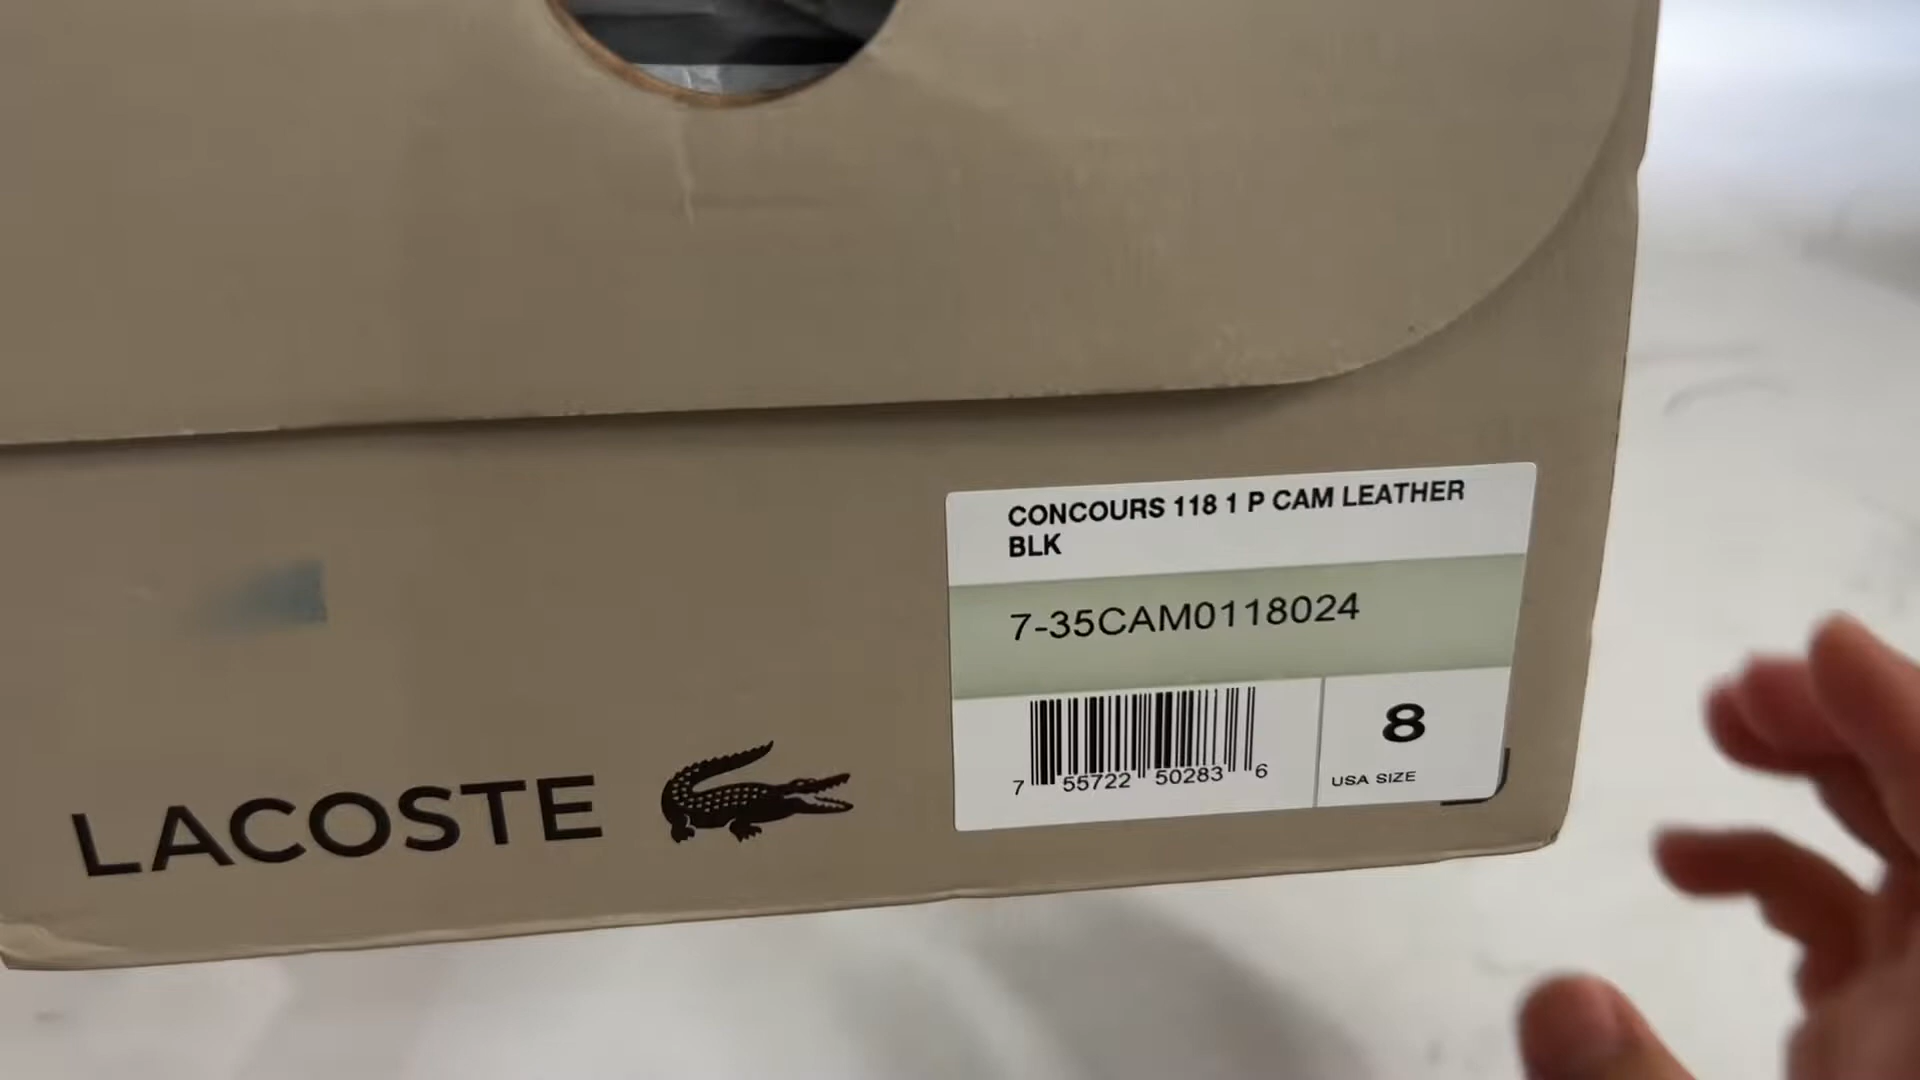 CONCOURS 118 1 P CAM LEATHER
BLK
7-35CAM0118024
7 55722 50283 6
8
USA SIZE
LACOSTE